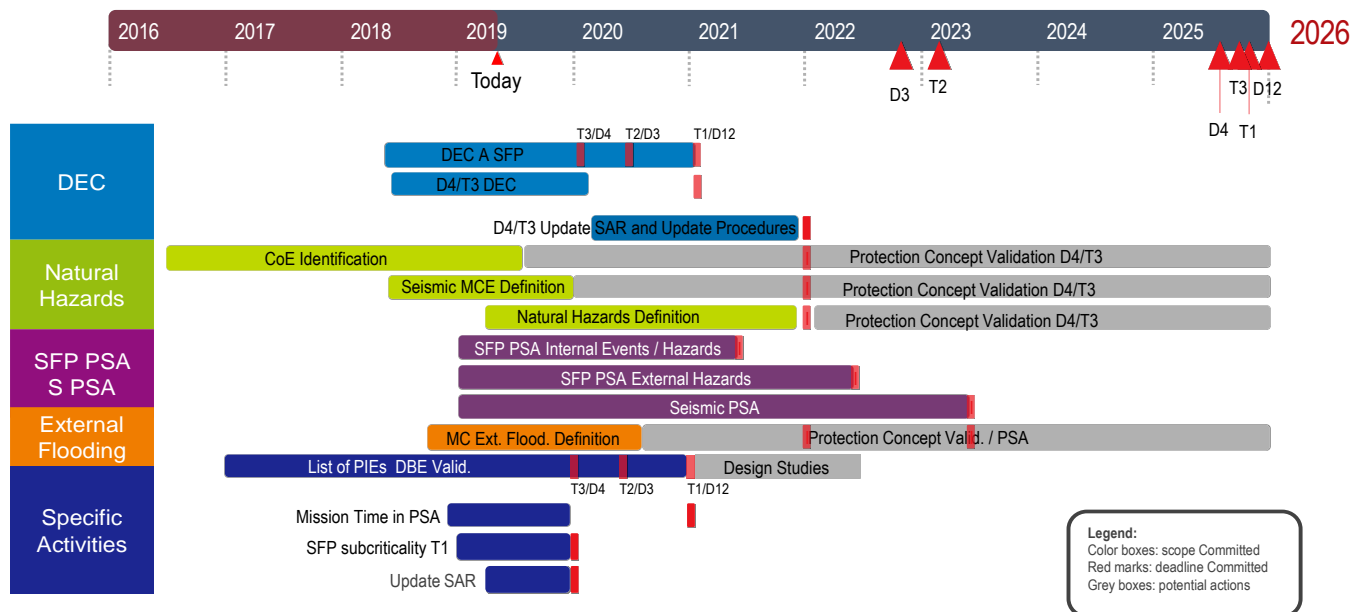 2016 2017 2018 2019 2020 2021 2022 2023 2024 2025 2026
Today
D3 T2 T3 D12
D4 T1
T3/D4 T2/D3 T1/D12
DEC
DEC A SFP
D4/T3 DEC
D4/T3 Update SAR and Update Procedures
Natural
Hazards
CoE Identification Protection Concept Validation D4/T3
Seismic MCE Definition Protection Concept Validation D4/T3
Natural Hazards Definition Protection Concept Validation D4/T3
SFP PSA
S PSA
SFP PSA Internal Events / Hazards
SFP PSA External Hazards
Seismic PSA
External
Flooding
MC Ext. Flood. Definition Protection Concept Valid. / PSA
Specific
Activities
List of PIEs DBE Valid. Design Studies
T3/D4 T2/D3 T1/D12
Mission Time in PSA
SFP subcriticality T1
Update SAR
Legend:
Color boxes: scope Committed
Red marks: deadline Committed
Grey boxes: potential actions